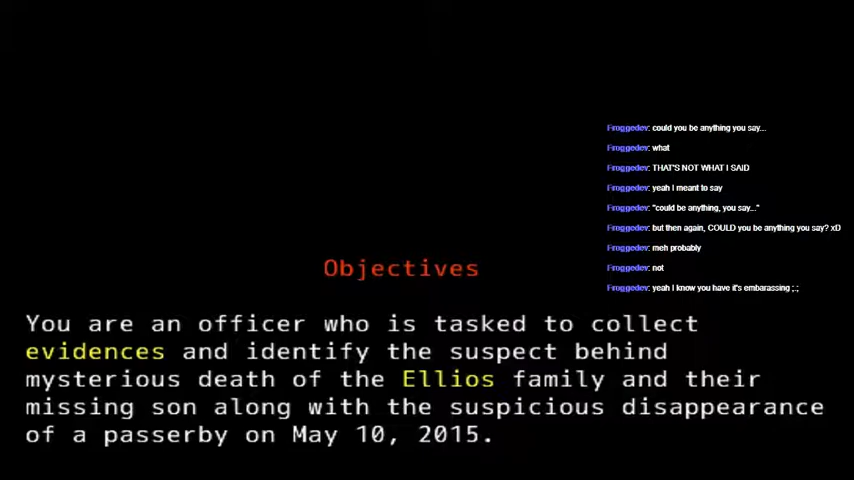 Froggedev: could you be anything you say...
Froggedev: what
Froggedev: THAT'S NOT WHAT I SAID
Froggedev: yeah I meant to say
Froggedev: "could be anything, you say..."
Froggedev: but then again, COULD you be anything you say? xD
Froggedev: meh probably
Froggedev: not
Froggedev: yeah I know you have it's embarassing ;;
Objectives
You are an officer who is tasked to collect
evidences and identify the suspect behind
mysterious death of the Ellios family and their
missing son along with the suspicious disappearance
of a passerby on May 10, 2015.